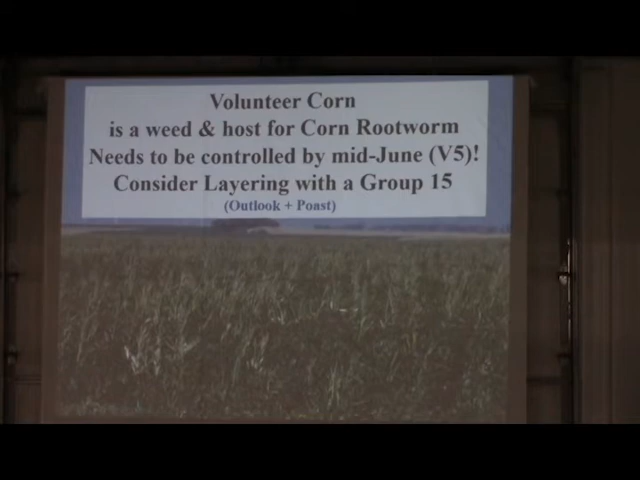 Volunteer Corn
is a weed & host for Corn Rootworm
Needs to be controlled by mid-June (V5)!
Consider Layering with a Group 15
(Outlook + Poast)